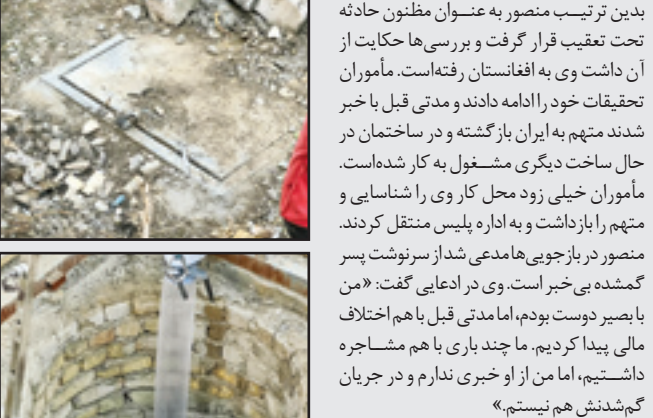 بدین ترتیب منصور به عنوان مظنون حادثه
تحت تعقیب قرار گرفت و بررسی‌ها حکایت از
آن داشت وی به افغانستان رفته‌است. مأموران
تحقیقات خود را ادامه دادند و مدتی قبل با خبر
شدند متهم به ایران بازگشته و در ساختمان در
حال ساخت دیگری مشغول به کار شده‌است.
مأموران خیلی زود محل کار وی را شناسایی و
متهم را بازداشت و به اداره پلیس منتقل کردند.
منصور در بازجویی‌ها مدعی شد از سرنوشت پسر
گمشده بی‌خبر است. وی در ادعایی گفت: «من
با بصیر دوست بودم، اما مدتی قبل با هم اختلاف
مالی پیدا کردیم. ما چند باری با هم مشاجره
داشتیم، اما من از او خبری ندارم و در جریان
گم‌شدنش هم نیستم.»